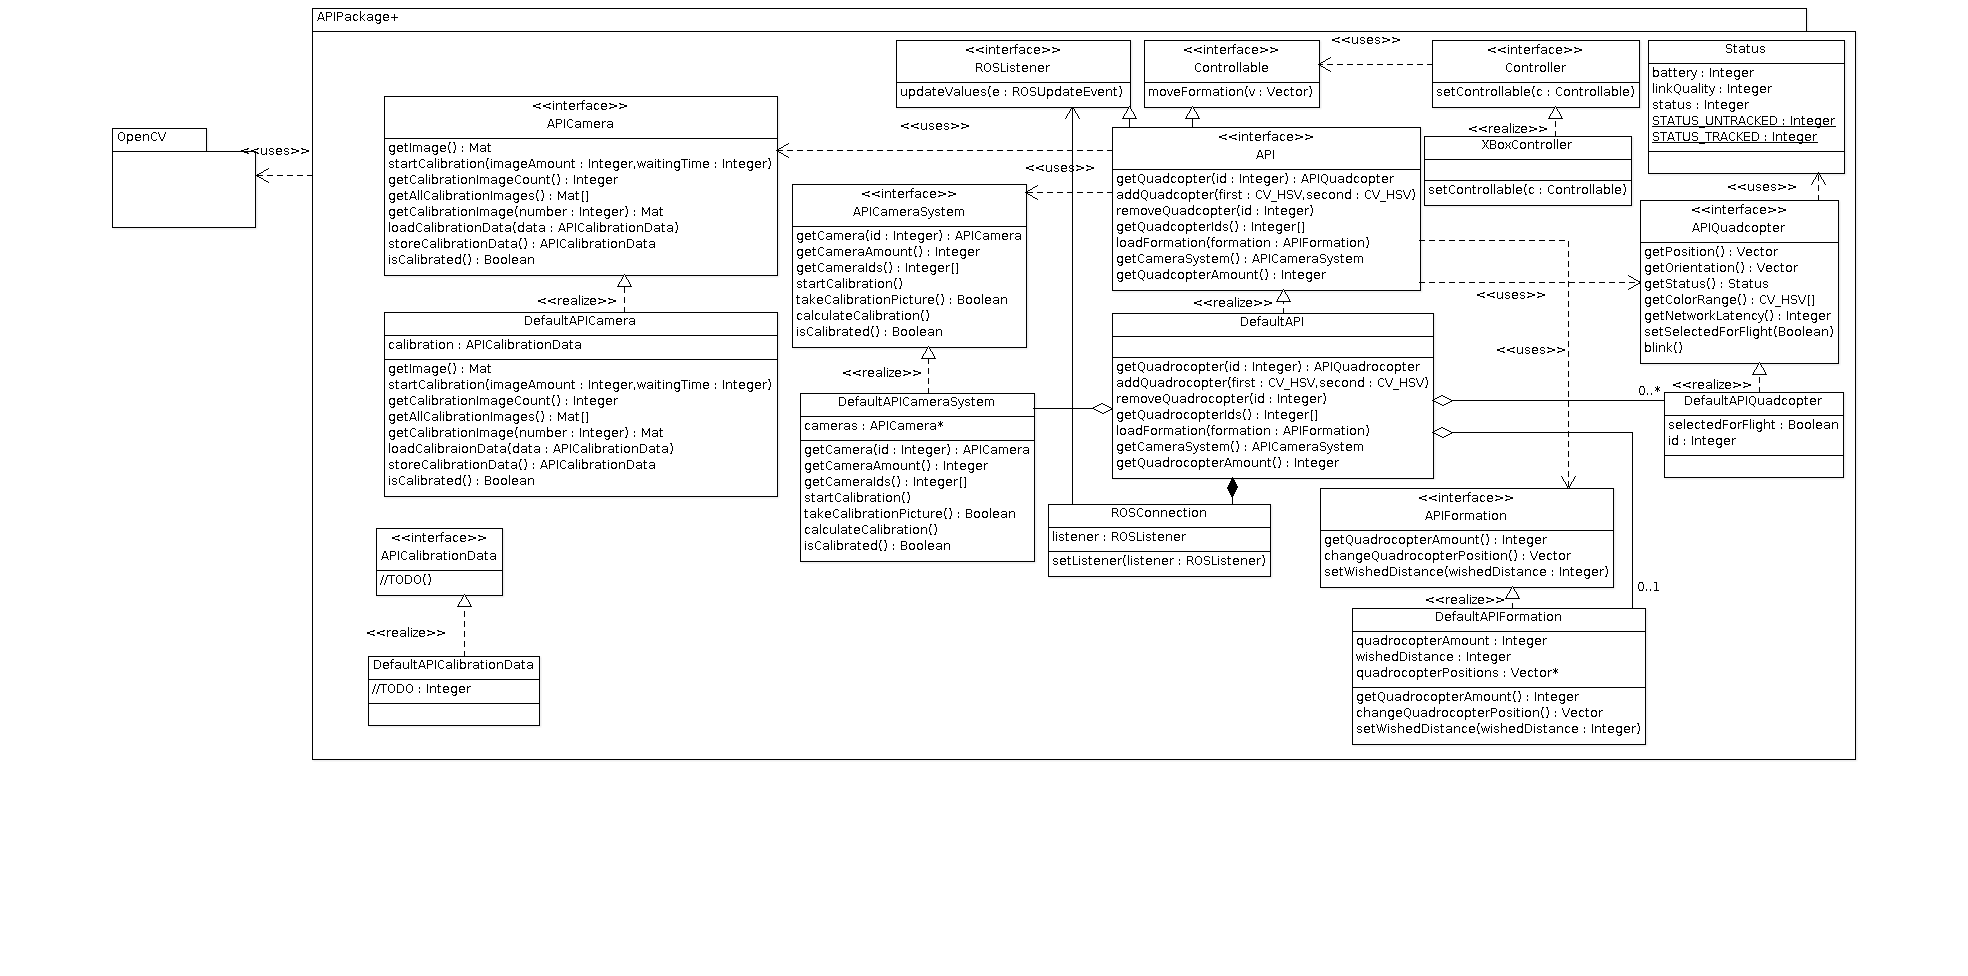 APIPackage+
OpenCV
<<uses>>
<<interface>>
APICamera
getImage() : Mat
startCalibration(imageAmount : Integer,waitingTime : Integer)
getCalibrationImageCount() : Integer
getAllCalibrationImages() : Mat[]
getCalibrationImage(number : Integer) : Mat
loadCalibrationData(data : APICalibrationData)
storeCalibrationData() : APICalibrationData
isCalibrated() : Boolean
<<realize>>
DefaultAPICamera
calibration : APICalibrationData
getImage() : Mat
startCalibration(imageAmount : Integer,waitingTime : Integer)
getCalibrationImageCount() : Integer
getAllCalibrationImages() : Mat[]
getCalibrationImage(number : Integer) : Mat
loadCalibraionData(data : APICalibrationData)
storeCalibrationData() : APICalibrationData
isCalibrated() : Boolean
<<interface>>
APICalibrationData
//TODO()
<<realize>>
DefaultAPICalibrationData
//TODO : Integer
<<interface>>
ROSListener
updateValues(e : ROSUpdateEvent)
<<uses>>
<<interface>>
APICameraSystem
getCamera(id : Integer) : APICamera
getCameraAmount() : Integer
getCameraIds() : Integer[]
startCalibration()
takeCalibrationPicture() : Boolean
calculateCalibration()
isCalibrated() : Boolean
<<uses>>
<<realize>>
DefaultAPICameraSystem
cameras : APICamera*
getCamera(id : Integer) : APICamera
getCameraAmount() : Integer
getCameraIds() : Integer[]
startCalibration()
takeCalibrationPicture() : Boolean
calculateCalibration()
isCalibrated() : Boolean
<<interface>>
Controllable
moveFormation(v : Vector)
<<uses>>
<<interface>>
Controller
setControllable(c : Controllable)
<<realize>>
XBoxController
setControllable(c : Controllable)
<<interface>>
API
getQuadcopter(id : Integer) : APIQuadcopter
addQuadcopter(first : CV_HSV,second : CV_HSV)
removeQuadcopter(id : Integer)
getQuadcopterIds() : Integer[]
loadFormation(formation : APIFormation)
getCameraSystem() : APICameraSystem
getQuadcopterAmount() : Integer
<<realize>>
DefaultAPI
getQuadrocopter(id : Integer) : APIQuadrocopter
addQuadrocopter(first : CV_HSV,second : CV_HSV)
removeQuadrocopter(id : Integer)
getQuadrocopterIds() : Integer[]
loadFormation(formation : APIFormation)
getCameraSystem() : APICameraSystem
getQuadrocopterAmount() : Integer
ROSConnection
listener : ROSListener
setListener(listener : ROSListener)
Status
battery : Integer
linkQuality : Integer
status : Integer
STATUS_UNTRACKED : Integer
STATUS_TRACKED : Integer
<<uses>>
<<interface>>
APIQuadcopter
getPosition() : Vector
getOrientation() : Vector
getStatus() : Status
getColorRange() : CV_HSV[]
getNetworkLatency() : Integer
setSelectedForFlight(Boolean)
blink()
<<uses>>
<<uses>>
0..*
<<realize>>
DefaultAPIQuadcopter
selectedForFlight : Boolean
id : Integer
<<interface>>
APIFormation
getQuadrocopterAmount() : Integer
changeQuadrocopterPosition() : Vector
setWishedDistance(wishedDistance : Integer)
0..1
<<realize>>
DefaultAPIFormation
quadrocopterAmount : Integer
wishedDistance : Integer
quadrocopterPositions : Vector*
getQuadrocopterAmount() : Integer
changeQuadrocopterPosition() : Vector
setWishedDistance(wishedDistance : Integer)